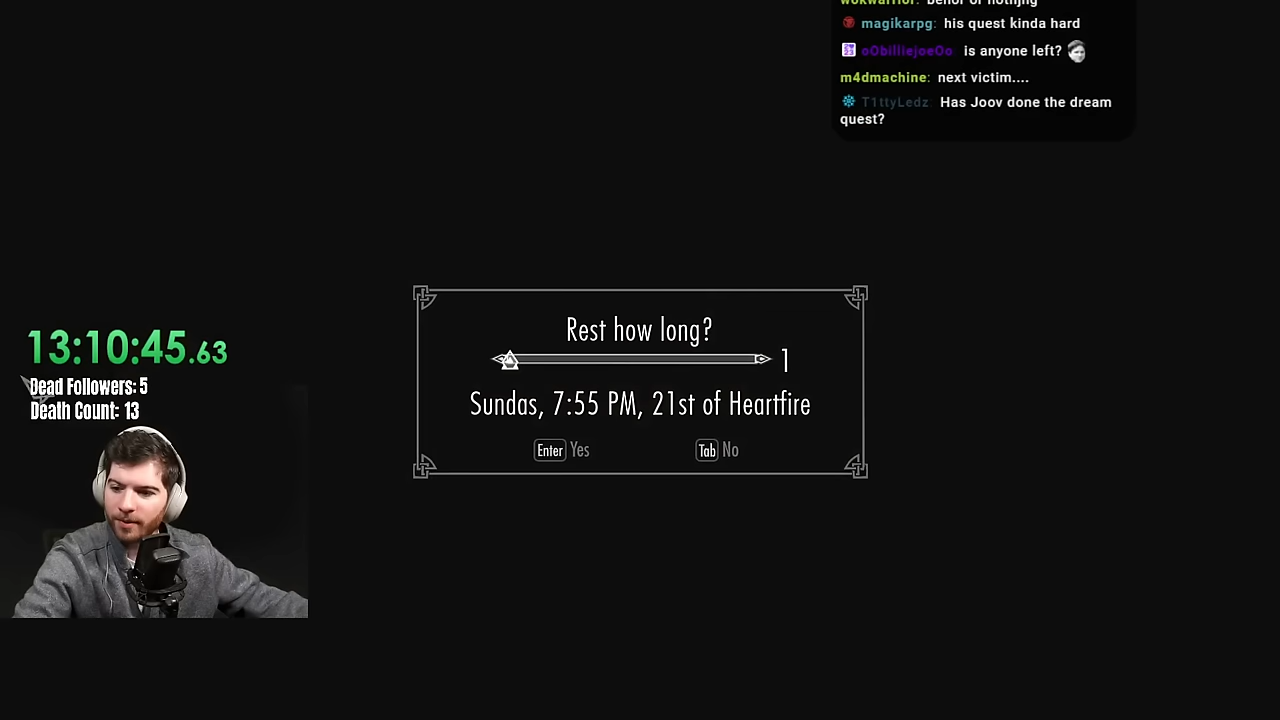 magikarpg: his quest kinda hard
oObilliejoeOo is anyone left?
m4dmachine: next victim....
T1ttyLedz: Has Joov done the dream
quest?
Rest how long?
1
Sundas, 7:55 PM, 21st of Heartfire
Enter Yes
Tab No
13:10:45.63
Dead Followers: 5
Death Count: 13